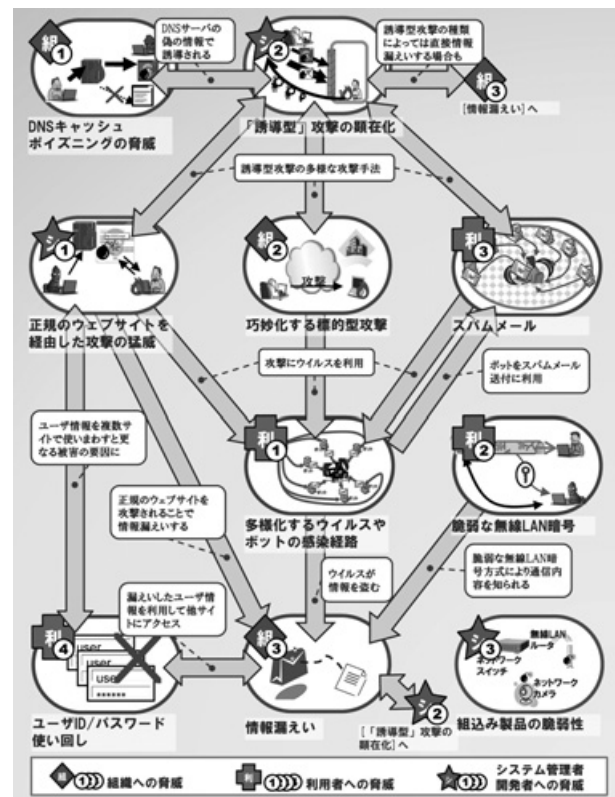 組
1
DNSサーバの
偽の情報で
誘導される
シ
2
誘導型攻撃の種類
によっては直接情報
漏えいする場合も
組
3
[情報漏えい]へ
DNSキャッシュ
ポイズニングの脅威
「誘導型」攻撃の顕在化
誘導型攻撃の多様な攻撃手法
シ
1
組
2
攻撃
利
3
正規のウェブサイトを
経由した攻撃の猛威
巧妙化する標的型攻撃
スパムメール
攻撃にウイルスを利用
ボットをスパムメール
送付に利用
ユーザ情報を複数サ
イトで使いまわすと更
なる被害の要因に
利
1
利
2
正規のウェブサイトを
攻撃されることで
情報漏えいする
多様化するウイルスや
ボットの感染経路
脆弱な無線LAN暗号
漏えいしたユーザ情
報を利用して他サイ
トにアクセス
ウイルスが
情報を盗む
脆弱な無線LAN暗
号方式により通信内
容を知られる
利
4
user
user
user
******
組
3
シ
3
無線LAN
ルータ
ネットワーク
スイッチ
ネットワーク
カメラ
シ
2
ユーザID/パスワード
使い回し
情報漏えい
[「誘導型」攻撃の
顕在化]へ
組込み製品の脆弱性
組
1
組織への脅威
利
1
利用者への脅威
シ
1
システム管理者
開発者への脅威